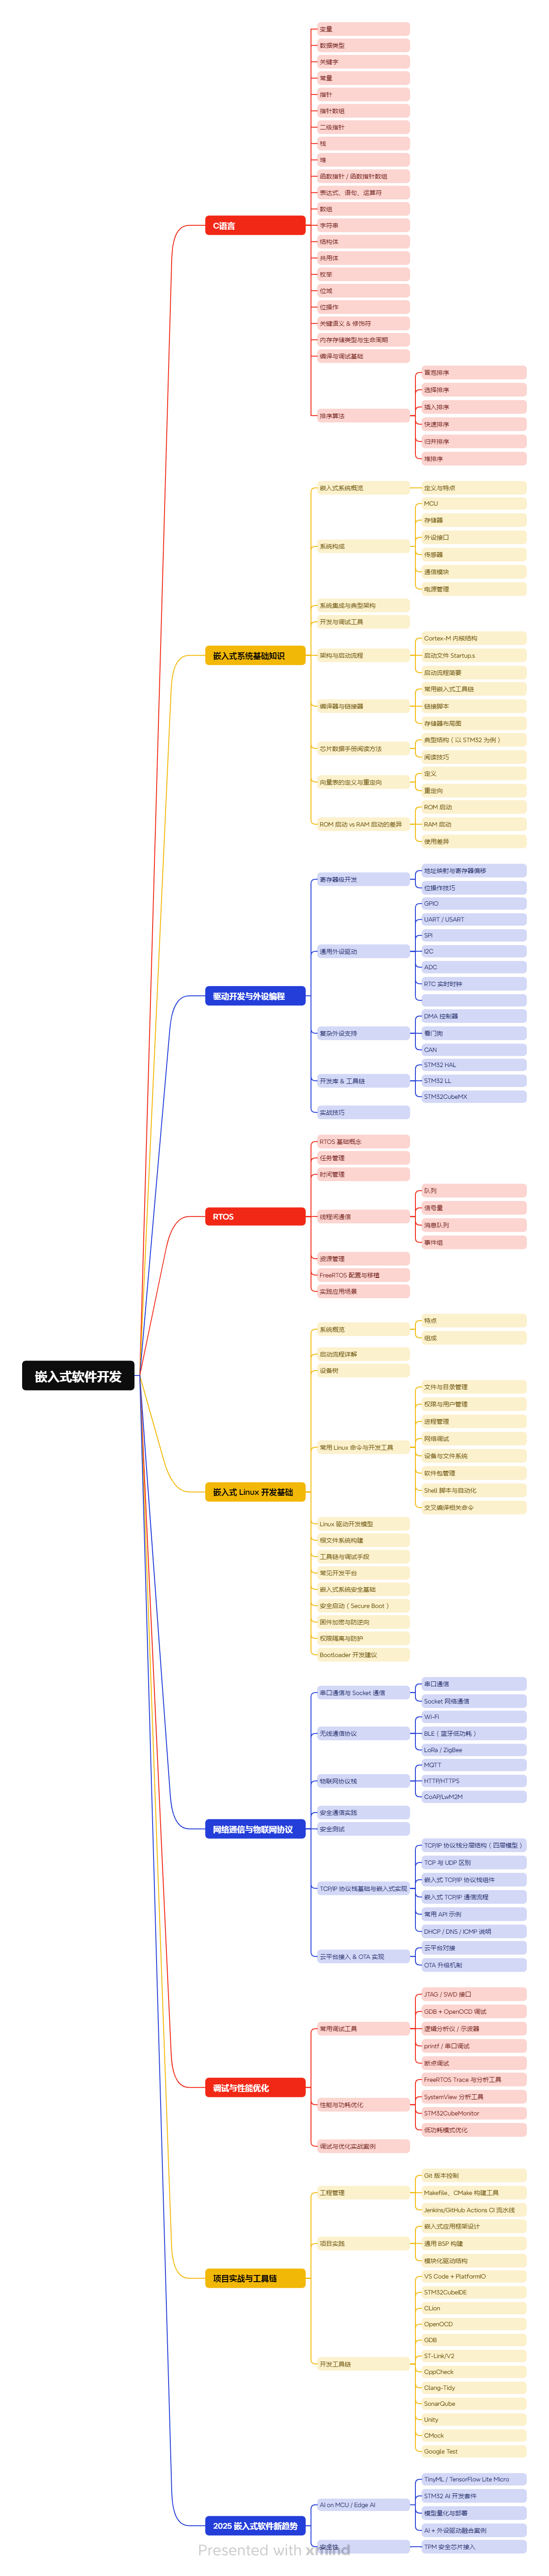 嵌入式软件开发
C语言
变量
数据类型
关键字
常量
指针
指针数组
二级指针
栈
堆
函数指针 / 函数指针数组
表达式、语句、运算符
数组
字符串
结构体
共用体
枚举
位域
位操作
关键语义 & 修饰符
内存存储类型与生命周期
编译与调试基础
排序算法
冒泡排序
选择排序
插入排序
快速排序
归并排序
堆排序
嵌入式系统基础知识
嵌入式系统概览
定义与特点
系统构成
MCU
存储器
外设接口
传感器
通信模块
电源管理
系统集成与典型架构
开发与调试工具
架构与启动流程
Cortex-M 内核结构
启动文件 Startup.s
启动流程简要
编译器与链接器
常用嵌入式工具链
链接脚本
存储器布局图
芯片数据手册阅读方法
典型结构（以 STM32 为例）
阅读技巧
向量表的定义与重定向
定义
重定向
ROM 启动 vs RAM 启动的差异
ROM 启动
RAM 启动
使用差异
驱动开发与外设编程
寄存器级开发
地址映射与寄存器偏移
位操作技巧
通用外设驱动
GPIO
UART / USART
SPI
I2C
ADC
RTC 实时时钟
复杂外设支持
DMA 控制器
看门狗
CAN
开发库 & 工具链
STM32 HAL
STM32 LL
STM32CubeMX
实战技巧
RTOS
RTOS 基础概念
任务管理
时间管理
线程间通信
队列
信号量
消息队列
事件组
资源管理
FreeRTOS 配置与移植
实践应用场景
嵌入式 Linux 开发基础
系统概览
特点
组成
启动流程详解
设备树
常用 Linux 命令与开发工具
文件与目录管理
权限与用户管理
进程管理
网络调试
设备与文件系统
软件包管理
Shell 脚本与自动化
交叉编译相关命令
Linux 驱动开发模型
根文件系统构建
工具链与调试手段
常见开发平台
嵌入式系统安全基础
安全启动（Secure Boot）
固件加密与防逆向
权限隔离与防护
Bootloader 开发建议
网络通信与物联网协议
串口通信与 Socket 通信
串口通信
Socket 网络通信
无线通信协议
Wi-Fi
BLE（蓝牙低功耗）
LoRa / ZigBee
物联网协议栈
MQTT
HTTP/HTTPS
CoAP/LwM2M
安全通信实践
安全测试
TCP/IP 协议栈基础与嵌入式实现
TCP/IP 协议栈分层结构（四层模型）
TCP 与 UDP 区别
嵌入式 TCP/IP 协议栈组件
嵌入式 TCP/IP 通信流程
常用 API 示例
DHCP / DNS / ICMP 说明
云平台接入 & OTA 实现
云平台对接
OTA 升级机制
调试与性能优化
常用调试工具
JTAG / SWD 接口
GDB + OpenOCD 调试
逻辑分析仪 / 示波器
printf / 串口调试
断点调试
性能与功耗优化
FreeRTOS Trace 与分析工具
SystemView 分析工具
STM32CubeMonitor
低功耗模式优化
调试与优化实战案例
项目实战与工具链
工程管理
Git 版本控制
Makefile、CMake 构建工具
Jenkins/GitHub Actions CI 流水线
项目实践
嵌入式应用框架设计
通用 BSP 构建
模块化驱动结构
开发工具链
VS Code + PlatformIO
STM32CubeIDE
CLion
OpenOCD
GDB
ST-Link/V2
CppCheck
Clang-Tidy
SonarQube
Unity
CMock
Google Test
2025 嵌入式软件新趋势
AI on MCU / Edge AI
TinyML / TensorFlow Lite Micro
STM32 AI 开发套件
模型量化与部署
AI + 外设驱动融合案例
安全性
TPM 安全芯片接入
Presented with xmind